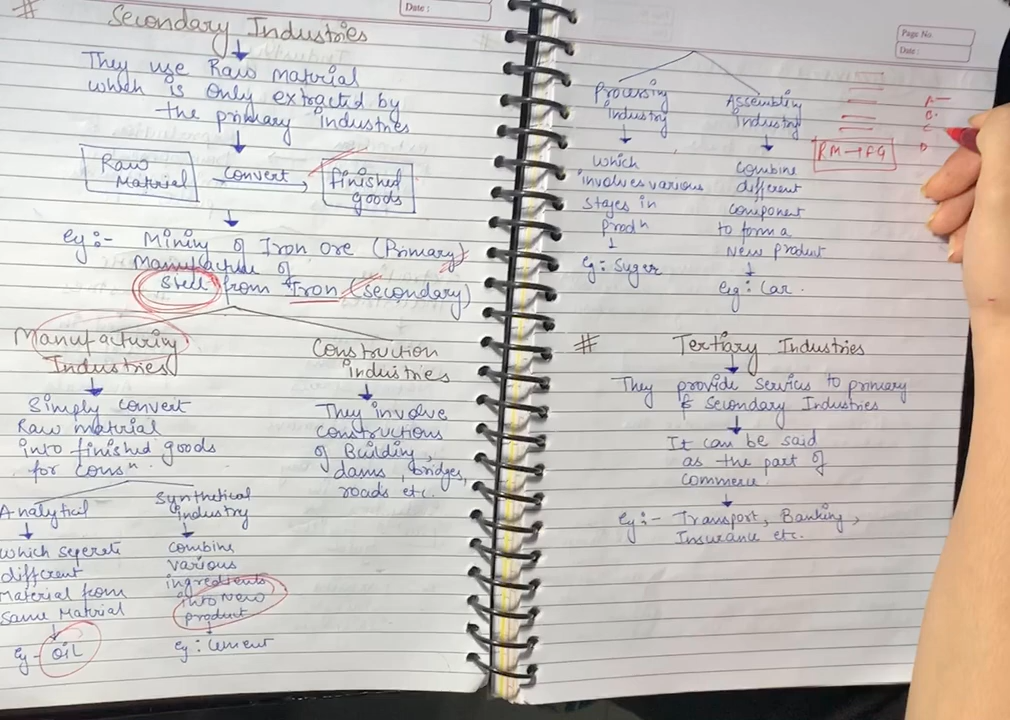 #
Secondary Industries
Date :
They use Raw Material
which is only extracted by
the primary industries
Raw
Material
convert
finished
goods
Eg:- Mining of Iron Ore (Primary)
Manufacture of
Steel from Iron (secondary)
Manufacturing
Industries
Simply convert
Raw material
into finished goods
for consⁿ.
Construction
industries
They involve
constructions
of Building,
dams, bridges,
roads etc.
Analytical
which seperate
different
Material from
Same Material
Eg - oil
Synthetical
industry
combine
various
ingredients
into New
product
Eg : Cement
Page No.
Date :
Processing
industry
which
involves various
stages in
prodⁿ
Eg : Suger
Assembling
industry
combine
different
component
to form a
New product
Eg : Car.
RM → FG
A
B
C
D
# Tertiary Industries
They provide services to primary
& Secondary Industries
It can be said
as the part of
commerce
Eg:- Transport, Banking,
Insurance etc.